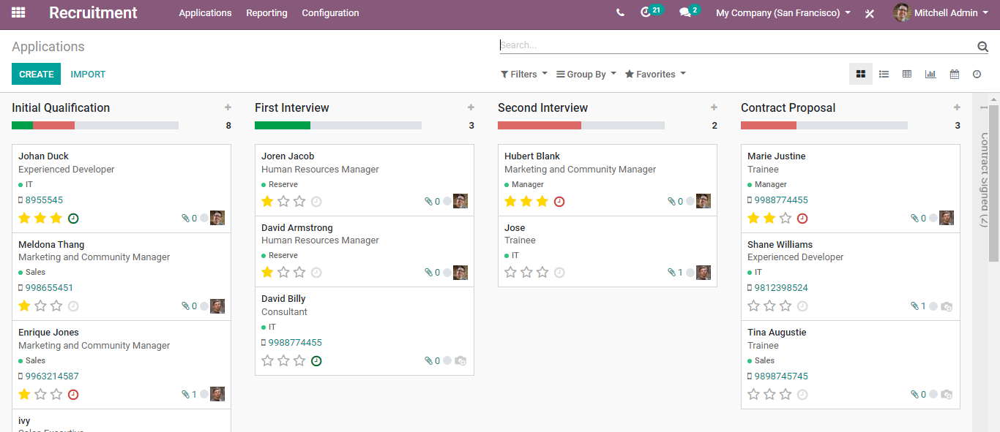 Recruitment Applications Reporting Configuration 21 2 My Company (San Francisco) Mitchell Admin
Applications
Search...
CREATE IMPORT
Filters Group By Favorites
Initial Qualification
8
Johan Duck
Experienced Developer
IT
8955545
0
Meldona Thang
Marketing and Community Manager
Sales
998655451
0
Enrique Jones
Marketing and Community Manager
Sales
9963214587
1
ivy
Sales Executive
First Interview
3
Joren Jacob
Human Resources Manager
Reserve
0
David Armstrong
Human Resources Manager
Reserve
0
David Billy
Consultant
IT
9988774455
0
Second Interview
2
Hubert Blank
Marketing and Community Manager
Manager
0
Jose
Trainee
IT
1
Contract Proposal
3
Marie Justine
Trainee
Manager
9988774455
0
Shane Williams
Experienced Developer
IT
9812398524
1
Tina Augustie
Trainee
Sales
9898745745
0
Contract Signed (2)